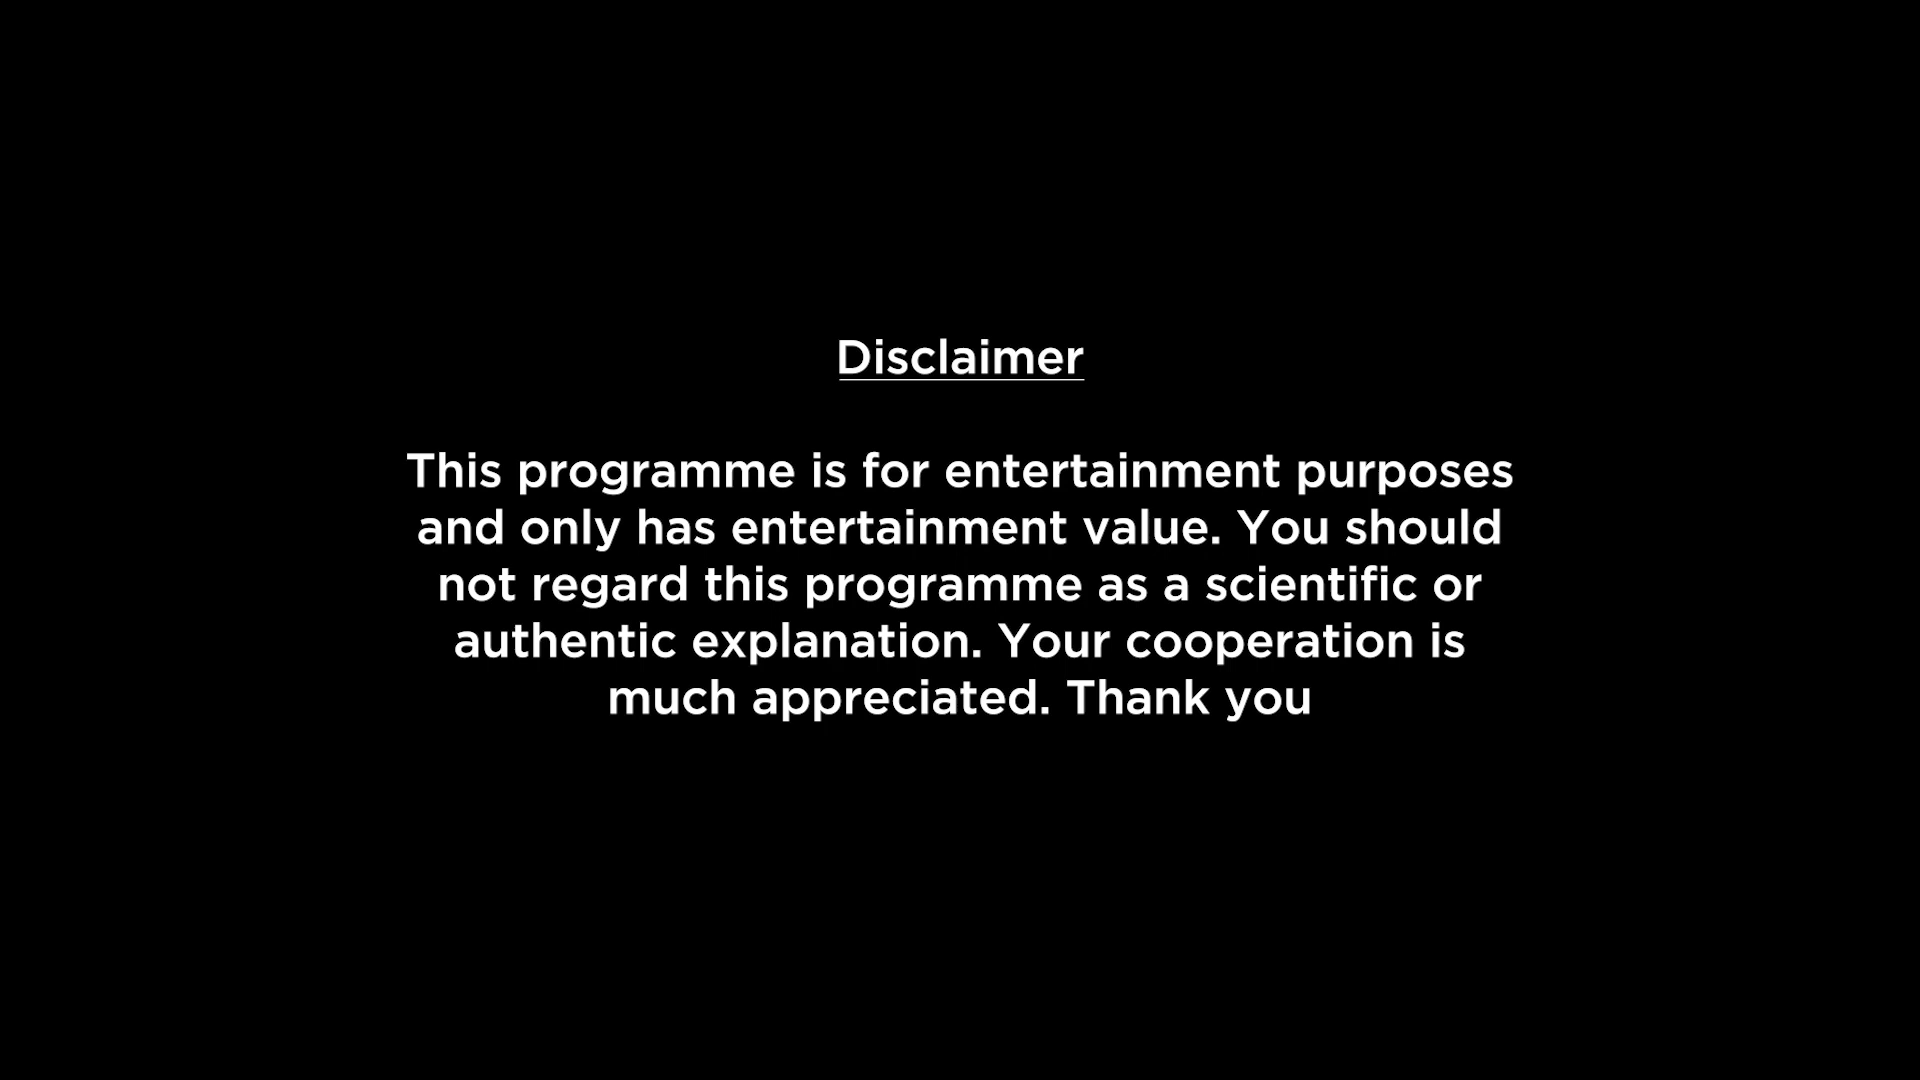 Disclaimer
This programme is for entertainment purposes
and only has entertainment value. You should
not regard this programme as a scientific or
authentic explanation. Your cooperation is
much appreciated. Thank you